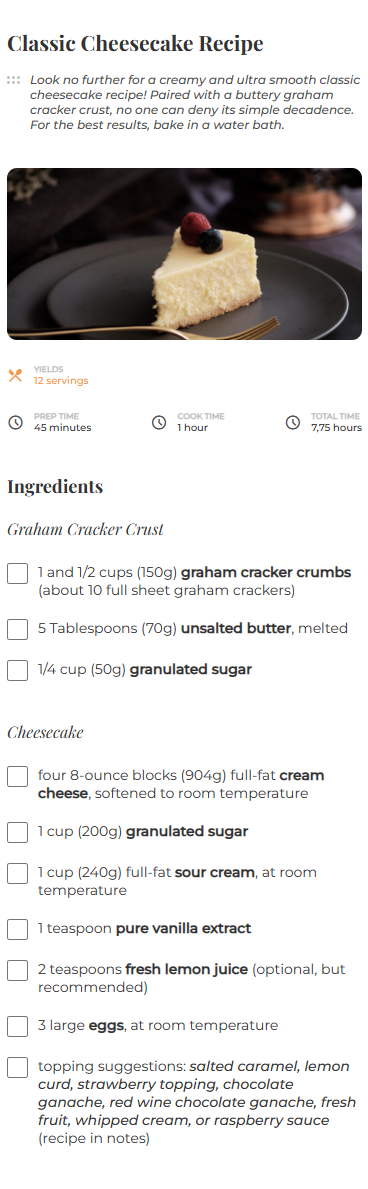 Classic Cheesecake Recipe
Look no further for a creamy and ultra smooth classic
cheesecake recipe! Paired with a buttery graham
cracker crust, no one can deny its simple decadence.
For the best results, bake in a water bath.
YIELDS
12 servings
PREP TIME
45 minutes
COOK TIME
1 hour
TOTAL TIME
7,75 hours
Ingredients
Graham Cracker Crust
1 and 1/2 cups (150g) graham cracker crumbs
(about 10 full sheet graham crackers)
5 Tablespoons (70g) unsalted butter, melted
1/4 cup (50g) granulated sugar
Cheesecake
four 8-ounce blocks (904g) full-fat cream
cheese, softened to room temperature
1 cup (200g) granulated sugar
1 cup (240g) full-fat sour cream, at room
temperature
1 teaspoon pure vanilla extract
2 teaspoons fresh lemon juice (optional, but
recommended)
3 large eggs, at room temperature
topping suggestions: salted caramel, lemon
curd, strawberry topping, chocolate
ganache, red wine chocolate ganache, fresh
fruit, whipped cream, or raspberry sauce
(recipe in notes)